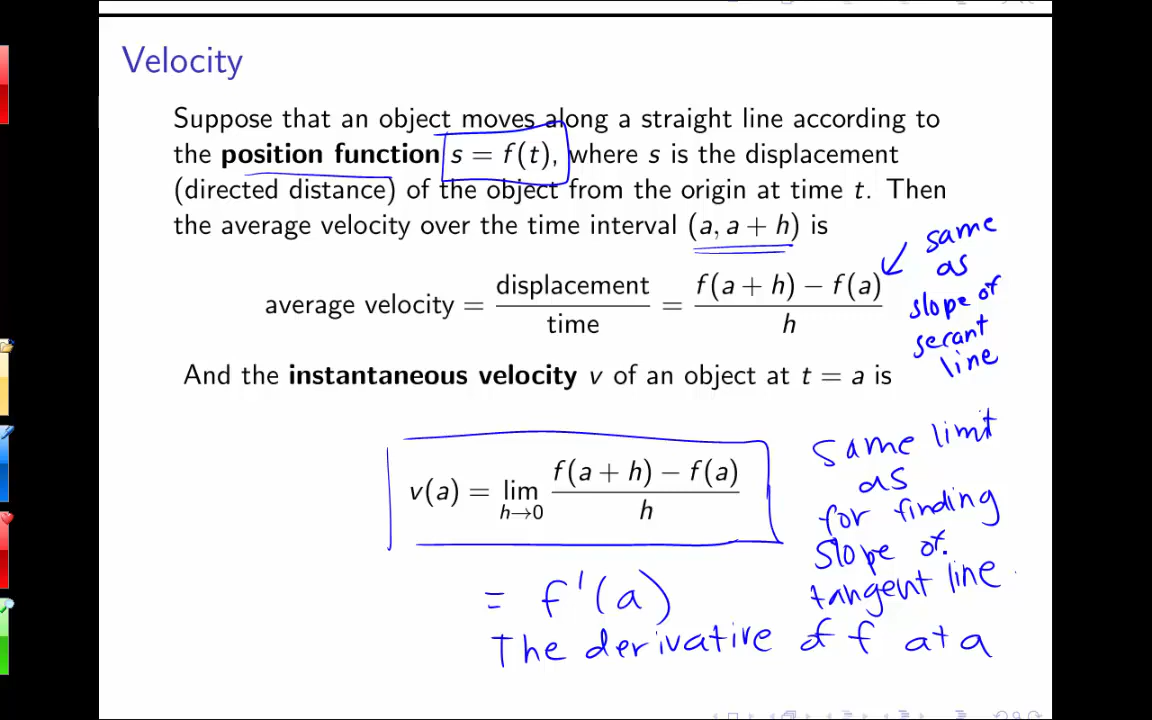 Velocity
Suppose that an object moves along a straight line according to
the position function s = f(t), where s is the displacement
(directed distance) of the object from the origin at time t. Then
the average velocity over the time interval (a, a + h) is
average velocity = displacement / time = f(a + h) − f(a) / h
same
as
slope of
secant
line
And the instantaneous velocity v of an object at t = a is
v(a) = lim h→0 f(a + h) − f(a) / h
same limit
as
for finding
slope of
tangent line
= f'(a)
The derivative of f at a